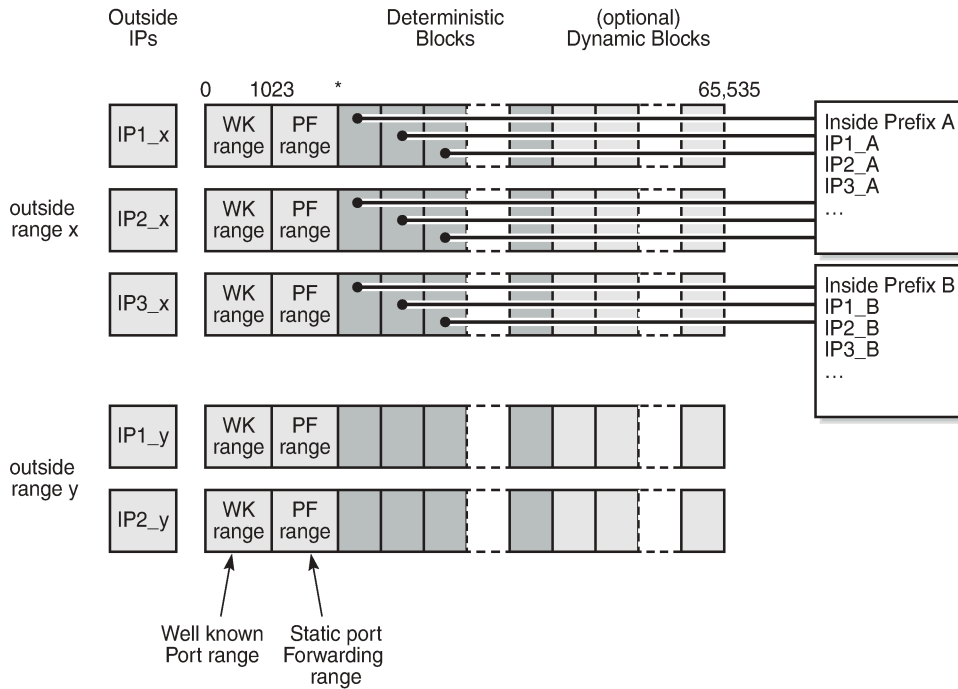 Outside
IPs
Deterministic
Blocks
(optional)
Dynamic Blocks
0
1023
*
65,535
outside
range x
IP1_x
WK
range
PF
range
IP2_x
WK
range
PF
range
IP3_x
WK
range
PF
range
Inside Prefix A
IP1_A
IP2_A
IP3_A
...
Inside Prefix B
IP1_B
IP2_B
IP3_B
...
outside
range y
IP1_y
WK
range
PF
range
IP2_y
WK
range
PF
range
Well known
Port range
Static port
Forwarding
range